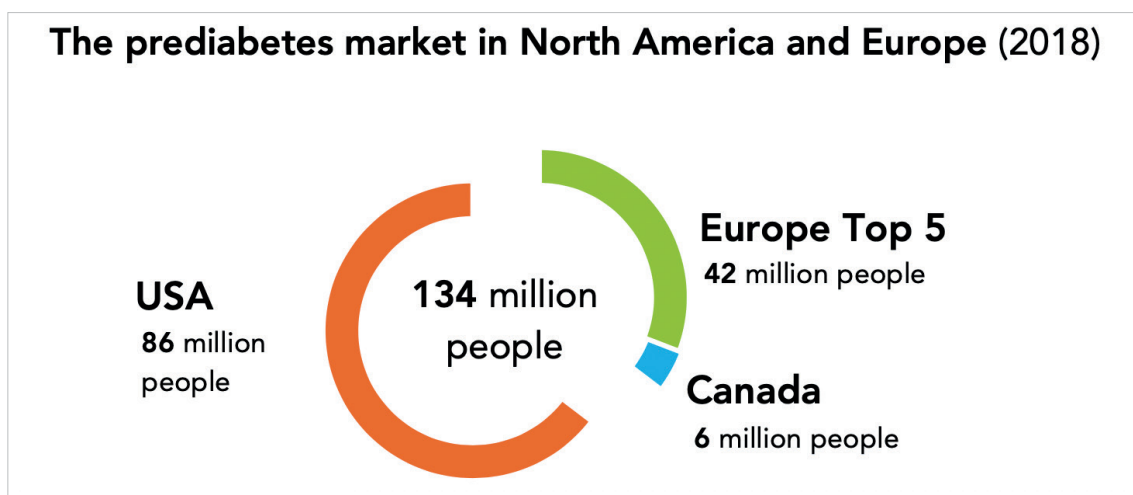 The prediabetes market in North America and Europe (2018)
Europe Top 5
42 million people
USA
86 million
people
134 million
people
Canada
6 million people